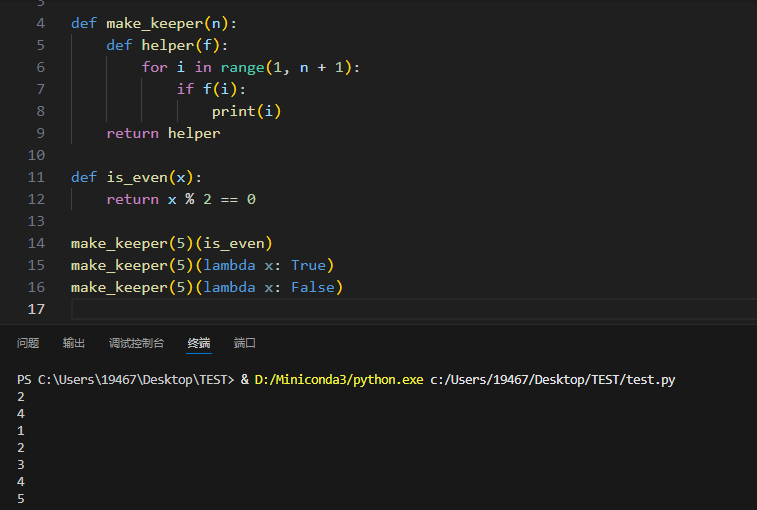 3
4 def make_keeper(n):
5     def helper(f):
6         for i in range(1, n + 1):
7             if f(i):
8                 print(i)
9     return helper
10
11 def is_even(x):
12     return x % 2 == 0
13
14 make_keeper(5)(is_even)
15 make_keeper(5)(lambda x: True)
16 make_keeper(5)(lambda x: False)
17
问题 输出 调试控制台 终端 端口
PS C:\Users\19467\Desktop\TEST> & D:/Miniconda3/python.exe c:/Users/19467/Desktop/TEST/test.py
2
4
1
2
3
4
5